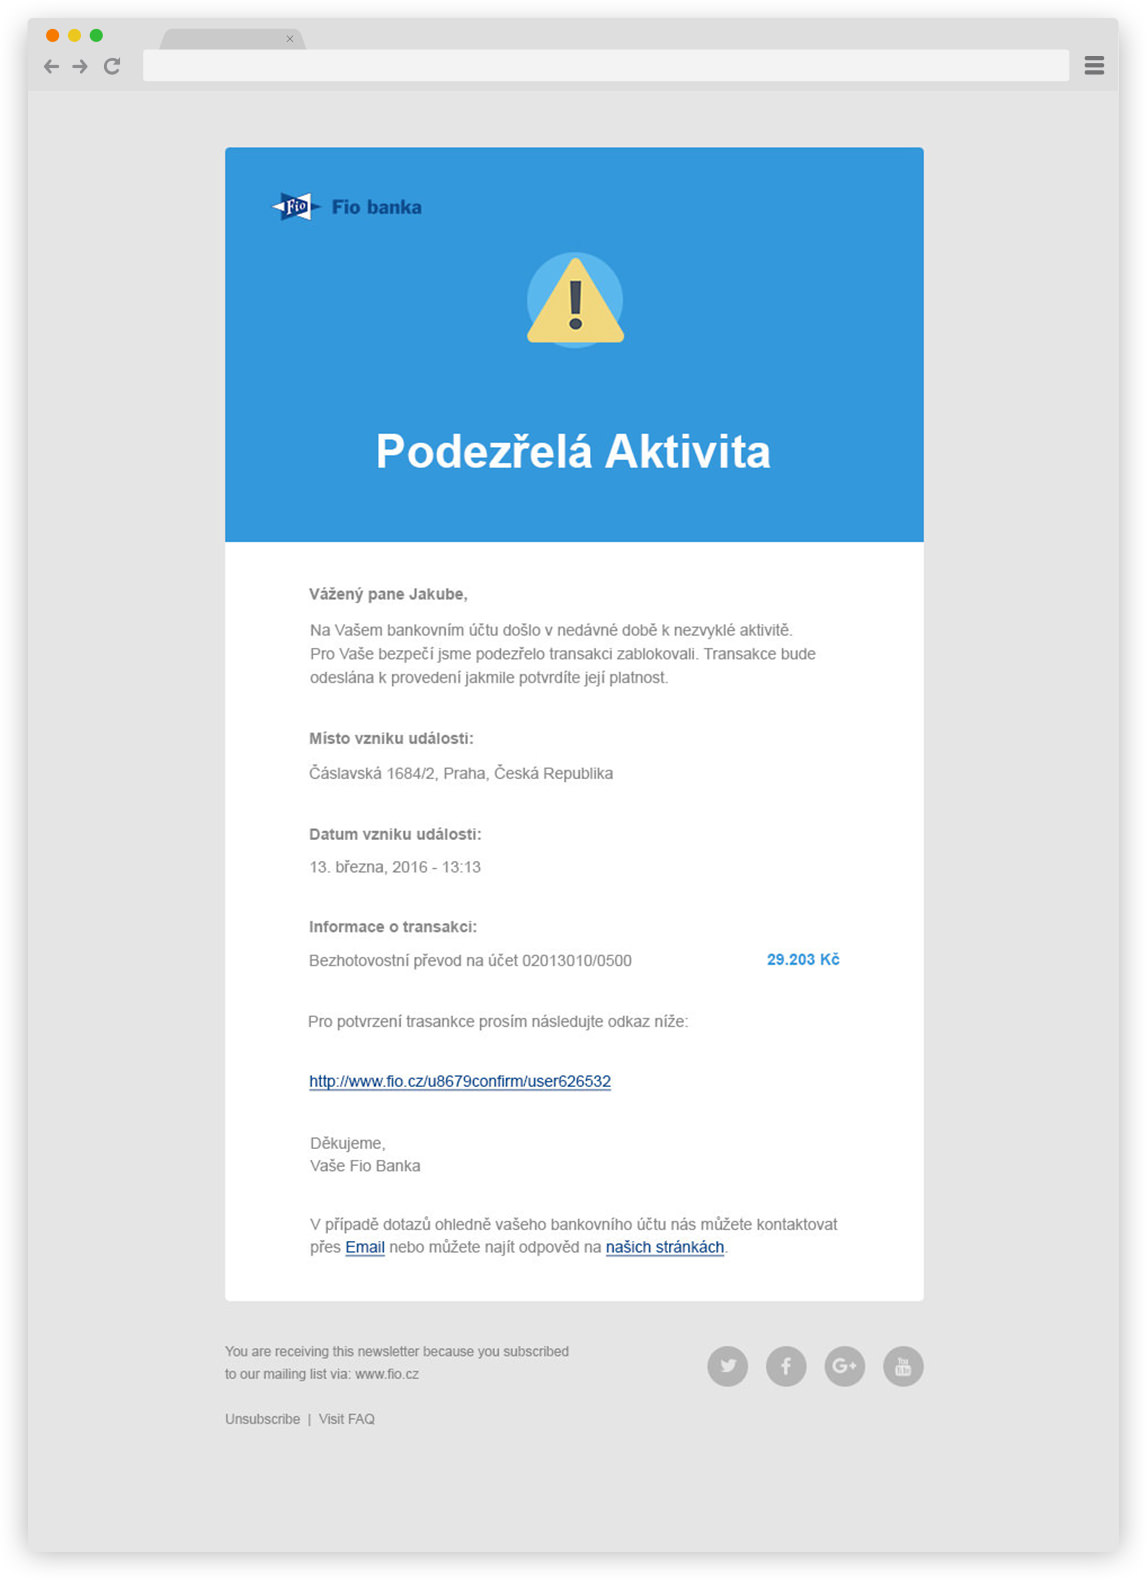 Fio Fio banka
Podezřelá Aktivita
Vážený pane Jakube,
Na Vašem bankovním účtu došlo v nedávné době k nezvyklé aktivitě.
Pro Vaše bezpečí jsme podezřelo transakci zablokovali. Transakce bude
odeslána k provedení jakmile potvrdíte její platnost.
Místo vzniku události:
Čáslavská 1684/2, Praha, Česká Republika
Datum vzniku události:
13. března, 2016 - 13:13
Informace o transakci:
Bezhotovostní převod na účet 02013010/0500 29.203 Kč
Pro potvrzení trasankce prosím následujte odkaz níže:
http://www.fio.cz/u8679confirm/user626532
Děkujeme,
Vaše Fio Banka
V případě dotazů ohledně vašeho bankovního účtu nás můžete kontaktovat
přes Email nebo můžete najít odpověd na našich stránkách.
You are receiving this newsletter because you subscribed
to our mailing list via: www.fio.cz
Unsubscribe | Visit FAQ